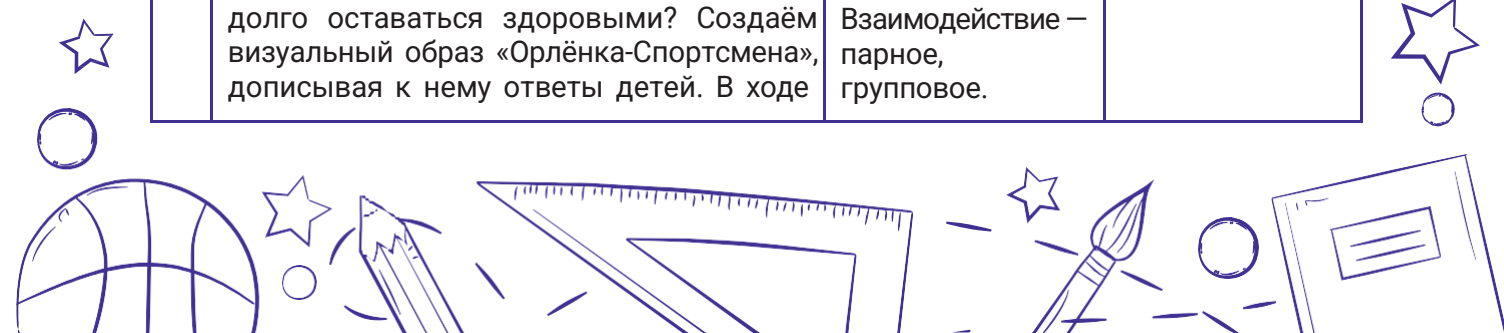 долго оставаться здоровыми? Создаём
визуальный образ «Орлёнка-Спортсмена»,
дописывая к нему ответы детей. В ходе
Взаимодействие —
парное,
групповое.